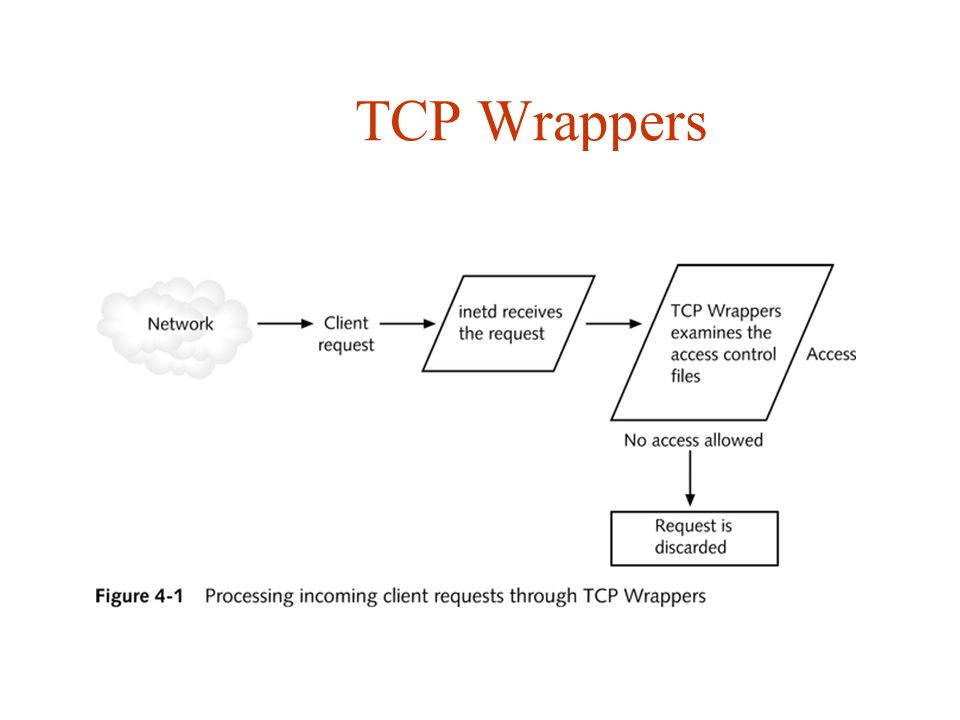 TCP Wrappers
Network
Client
request
inetd receives
the request
TCP Wrappers
examines the
access control
files
Access
No access allowed
Request is
discarded
Figure 4-1 Processing incoming client requests through TCP Wrappers